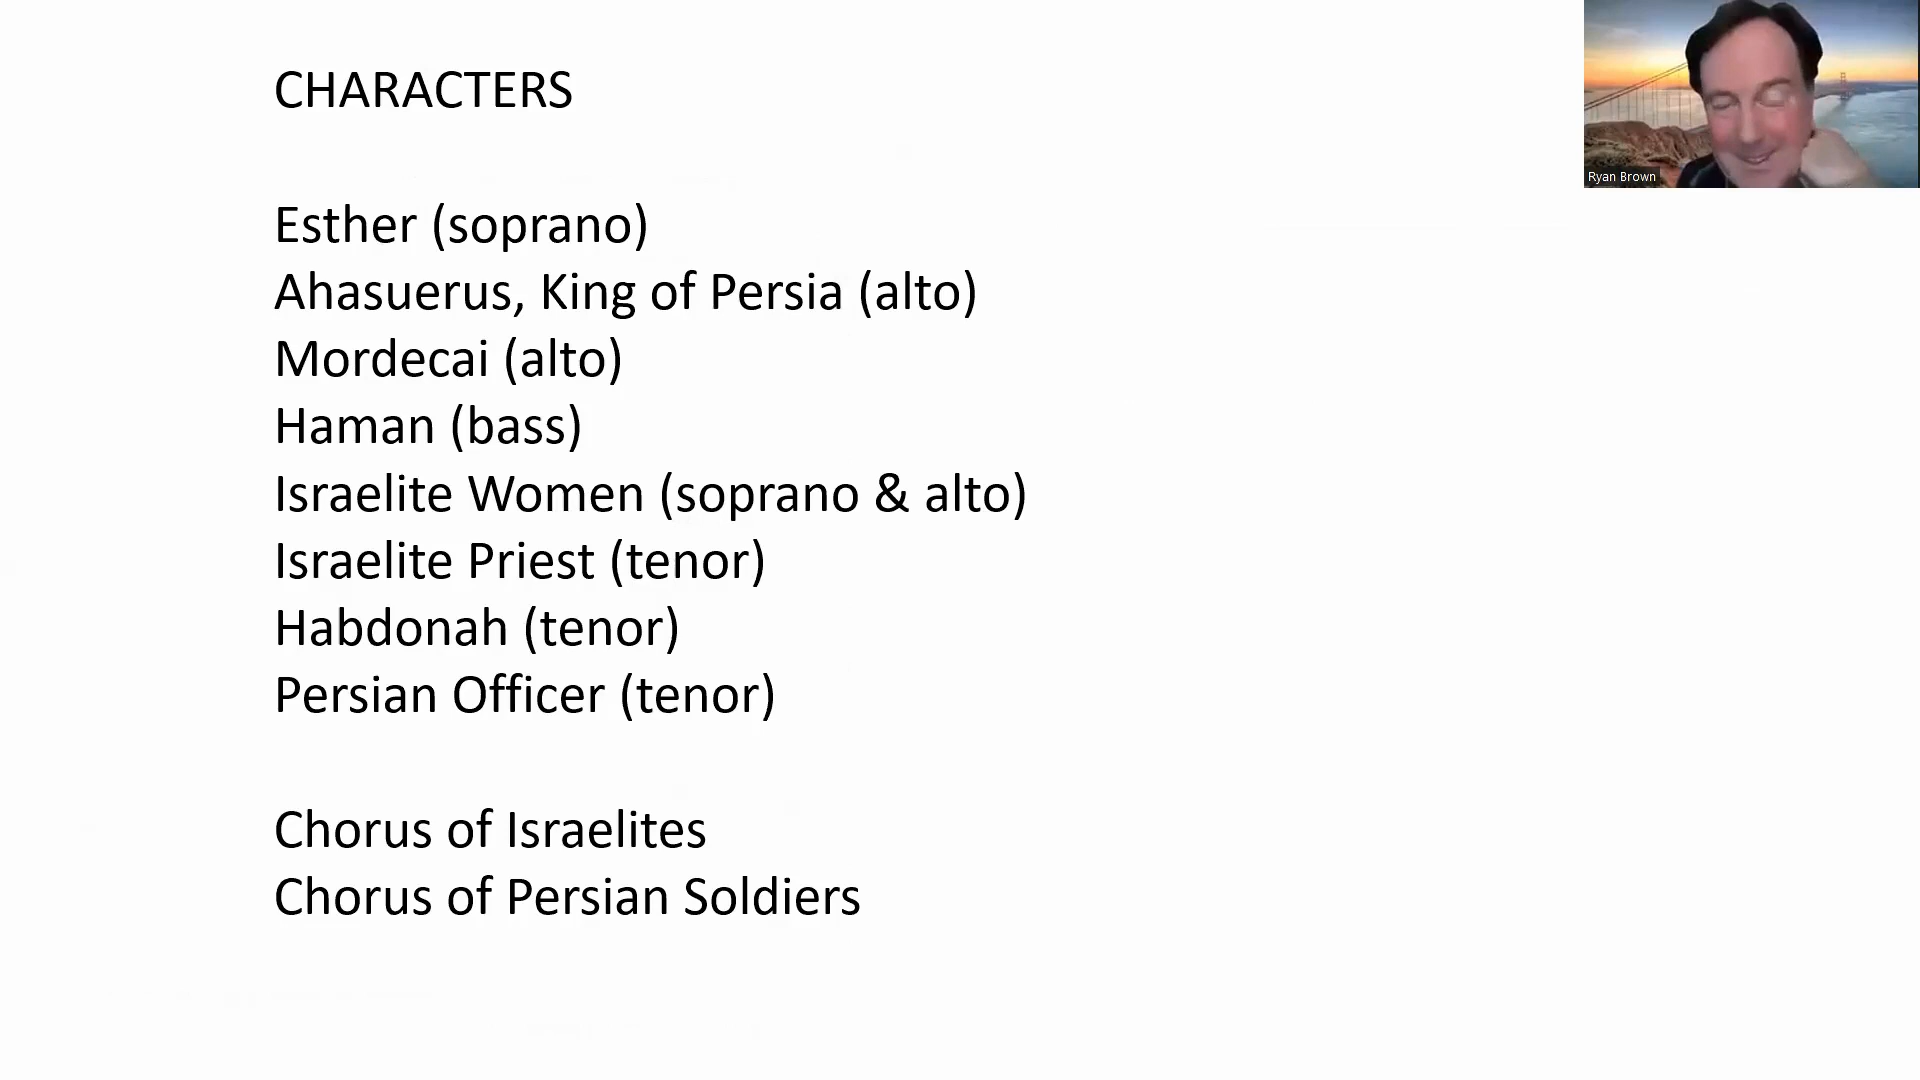 CHARACTERS
Esther (soprano)
Ahasuerus, King of Persia (alto)
Mordecai (alto)
Haman (bass)
Israelite Women (soprano & alto)
Israelite Priest (tenor)
Habdonah (tenor)
Persian Officer (tenor)
Chorus of Israelites
Chorus of Persian Soldiers
Ryan Brown